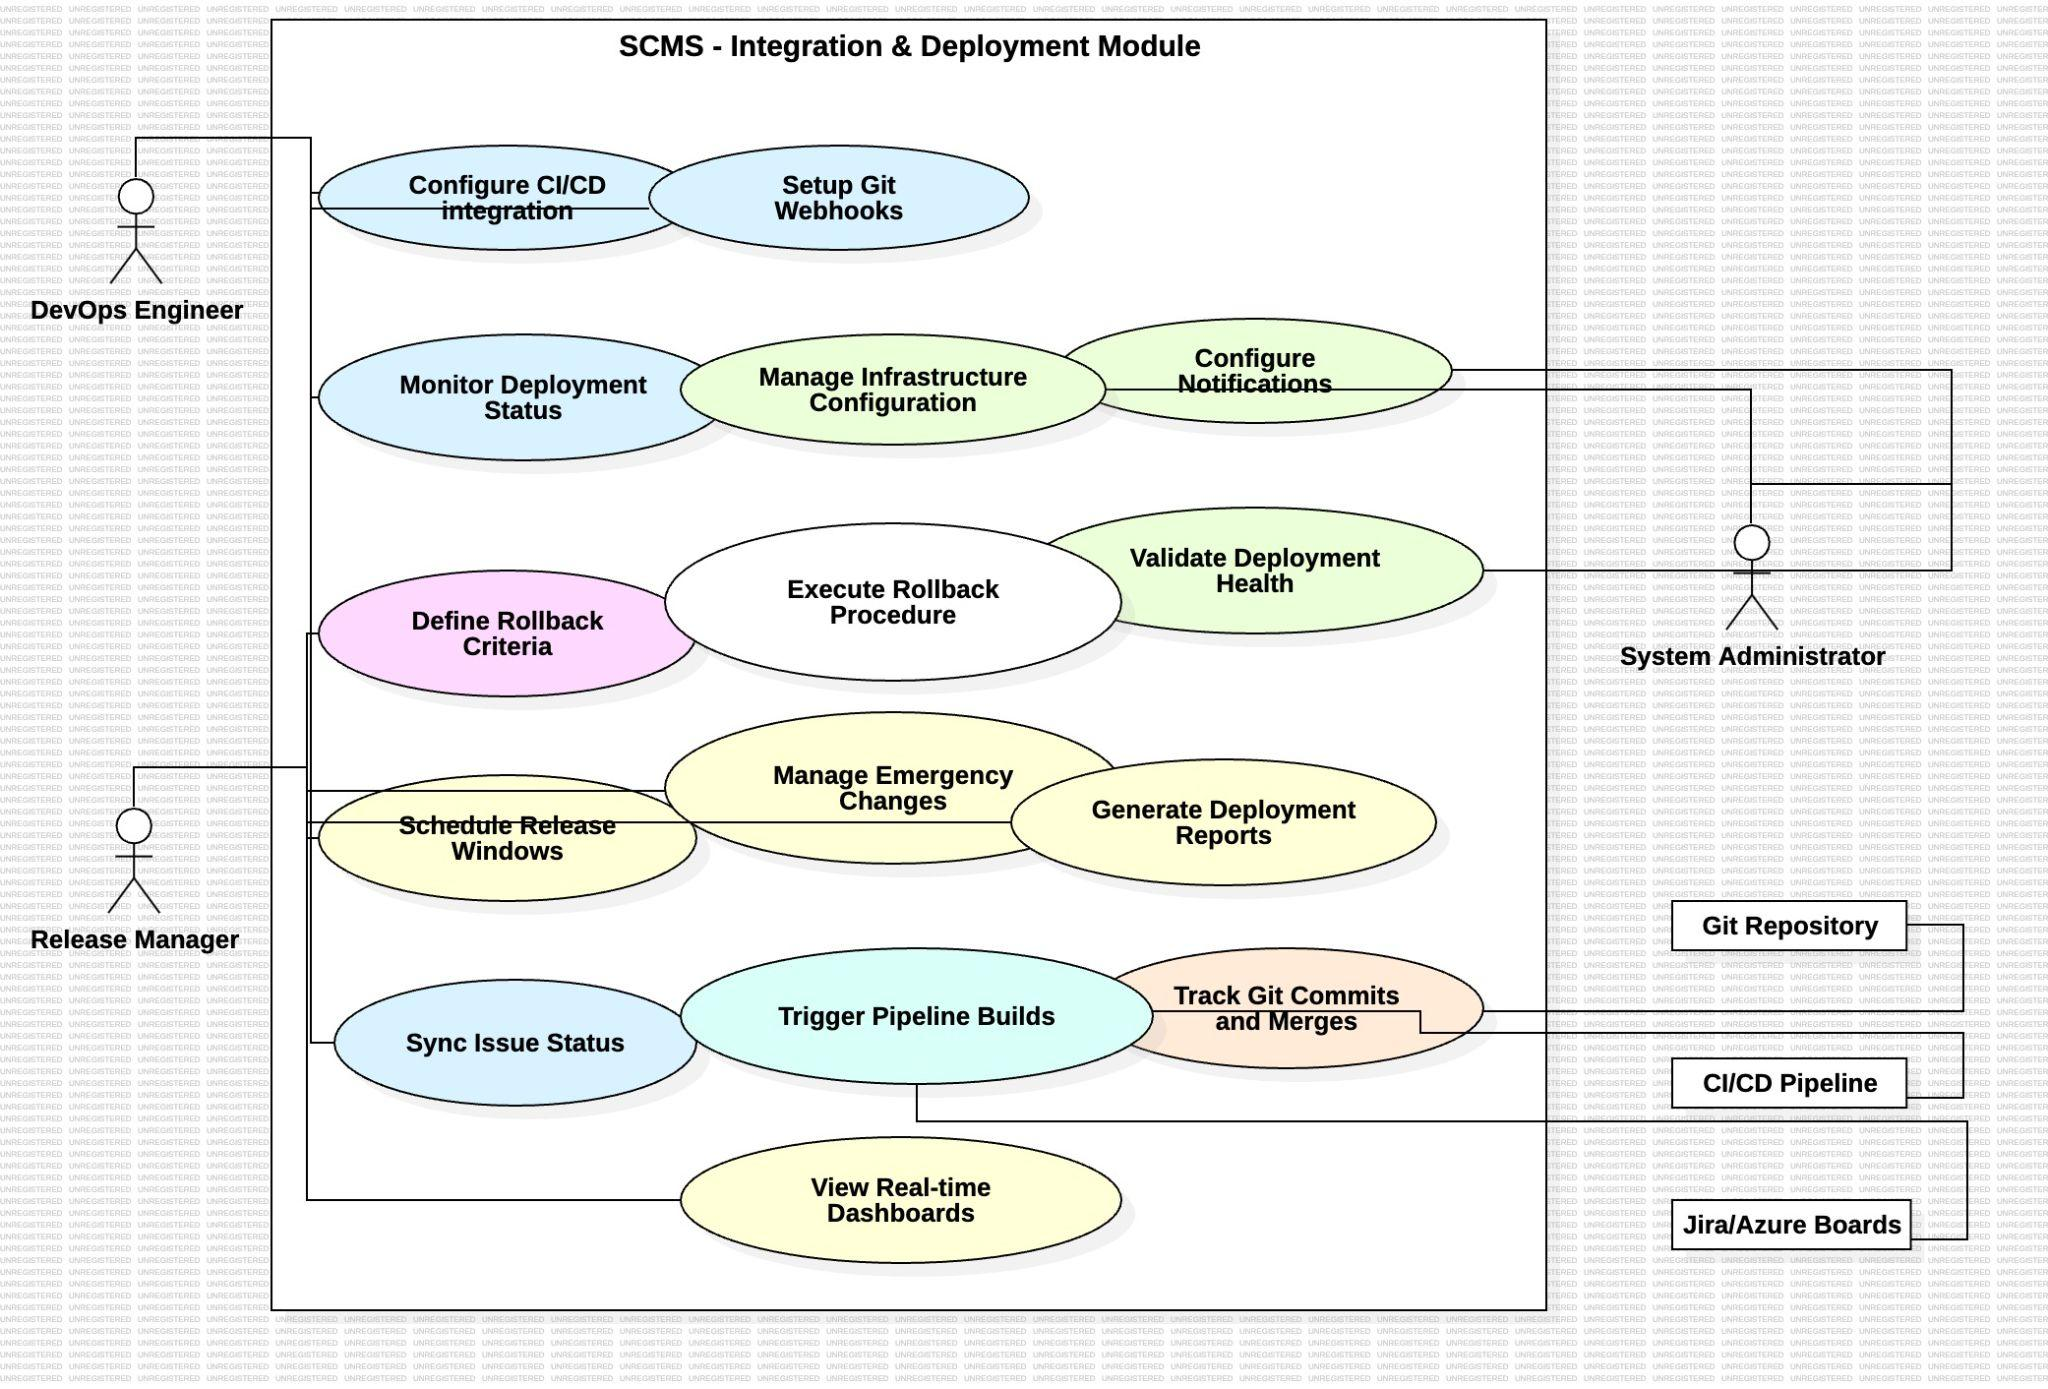 SCMS - Integration & Deployment Module
Configure CI/CD
integration
Setup Git
Webhooks
DevOps Engineer
Monitor Deployment
Status
Manage Infrastructure
Configuration
Configure
Notifications
Define Rollback
Criteria
Execute Rollback
Procedure
Validate Deployment
Health
System Administrator
Schedule Release
Windows
Manage Emergency
Changes
Generate Deployment
Reports
Release Manager
Git Repository
Sync Issue Status
Trigger Pipeline Builds
Track Git Commits
and Merges
CI/CD Pipeline
View Real-time
Dashboards
Jira/Azure Boards
UNREGISTERED